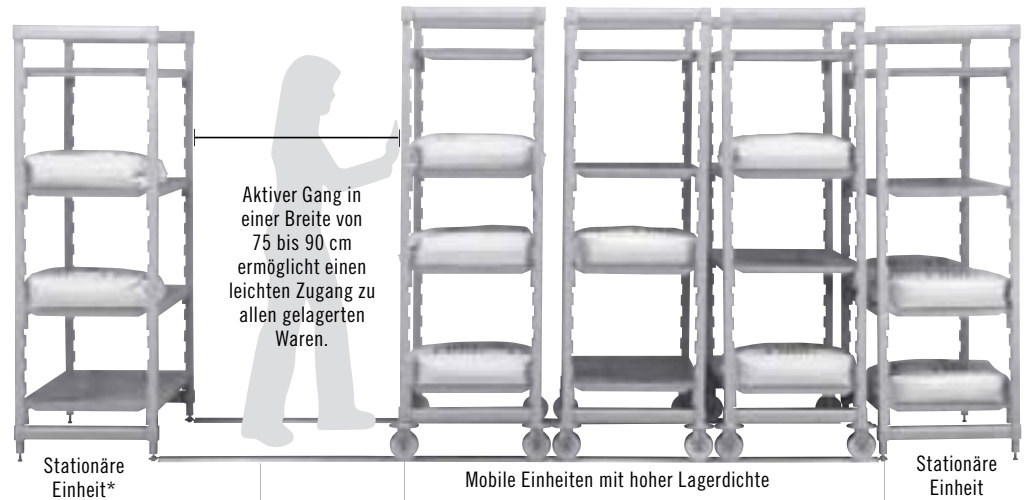 Aktiver Gang in
einer Breite von
75 bis 90 cm
ermöglicht einen
leichten Zugang zu
allen gelagerten
Waren.
Stationäre
Einheit*
Mobile Einheiten mit hoher Lagerdichte
Stationäre
Einheit